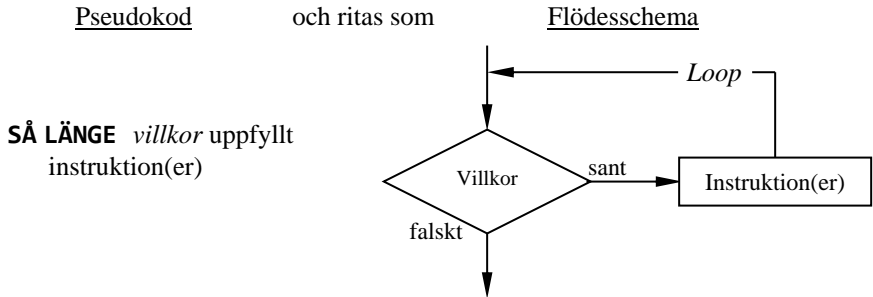 Pseudokod och ritas som Flödesschema
Loop
SÅ LÄNGE villkor uppfyllt
instruktion(er)
Villkor
sant
Instruktion(er)
falskt